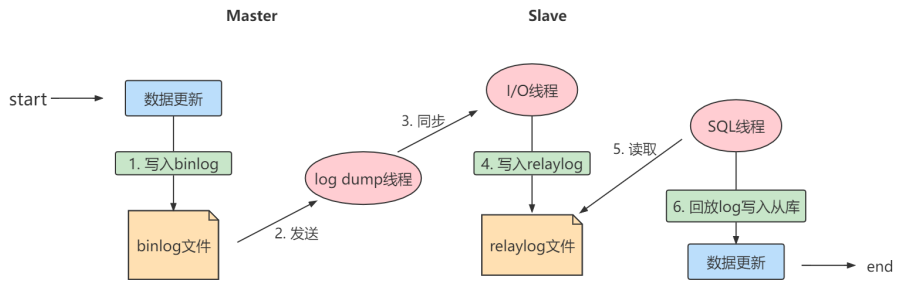 Master
Slave
start
数据更新
1. 写入binlog
binlog文件
2. 发送
log dump线程
3. 同步
I/O线程
4. 写入relaylog
relaylog文件
5. 读取
SQL线程
6. 回放log写入从库
数据更新
end